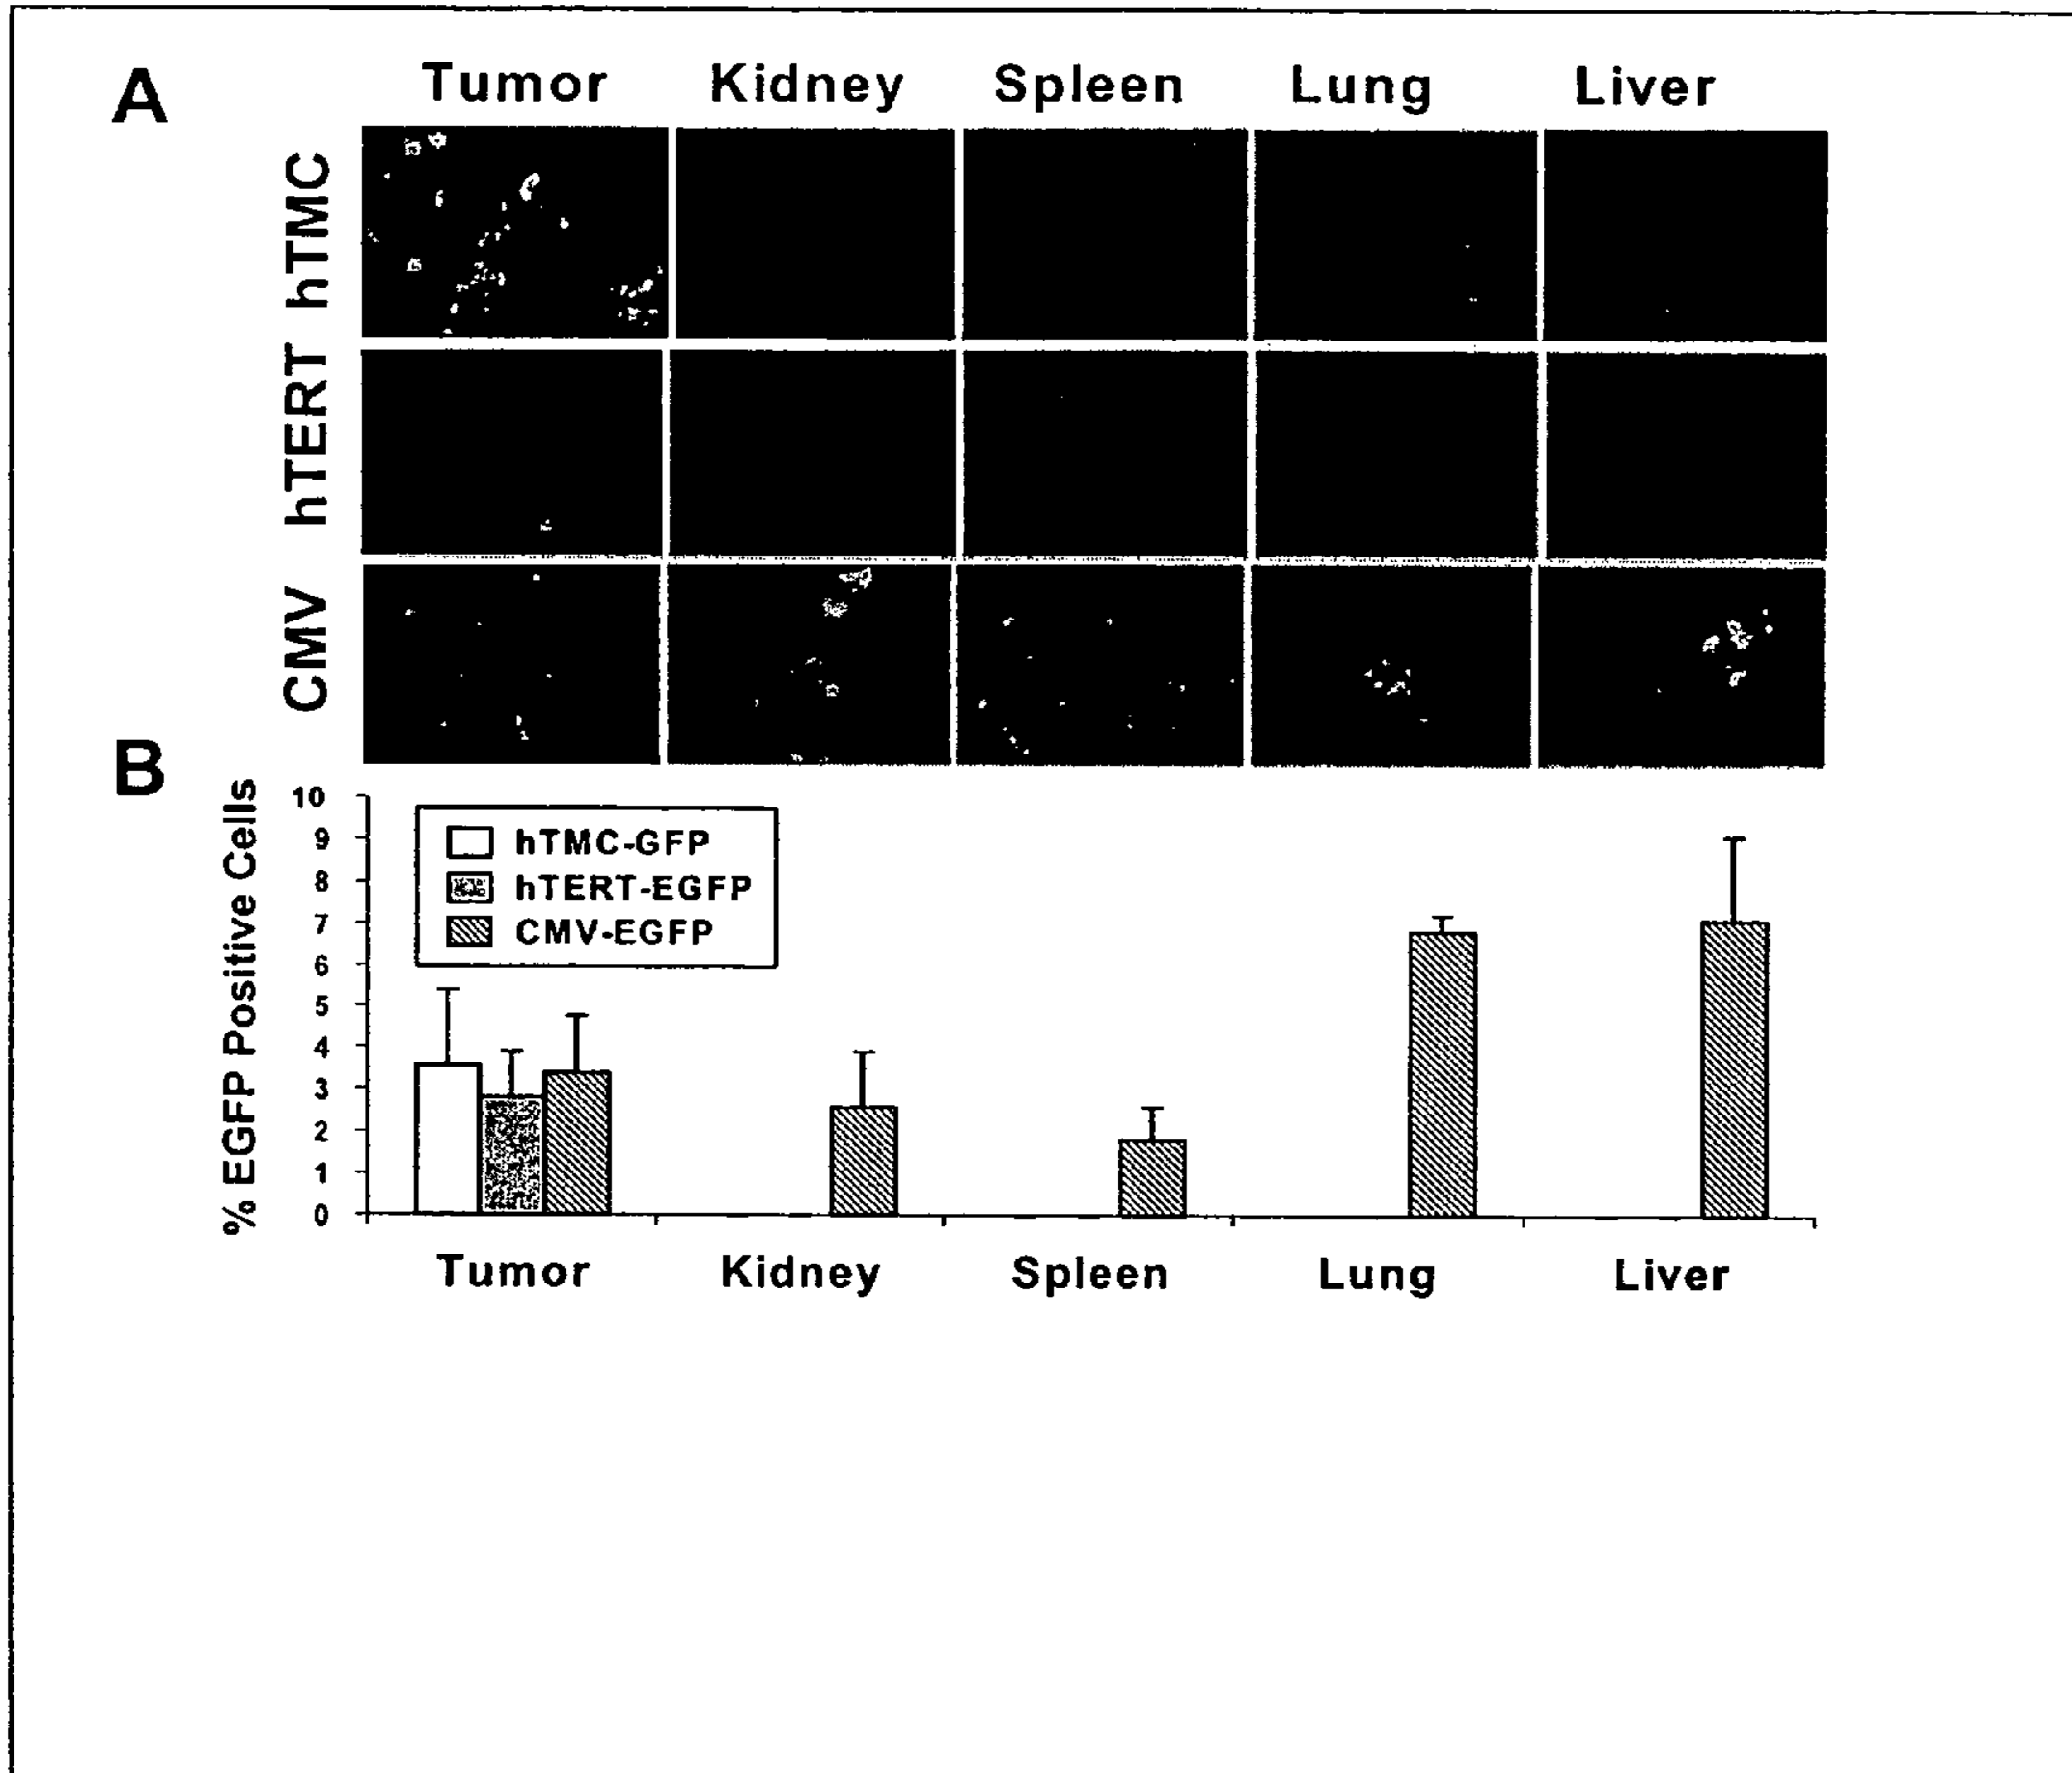 A
Tumor Kidney Spleen Lung Liver
hTMC
hTERT
CMV
B
% EGFP Positive Cells
10
9
8
7
6
5
4
3
2
1
0
hTMC-GFP
hTERT-EGFP
CMV-EGFP
Tumor Kidney Spleen Lung Liver